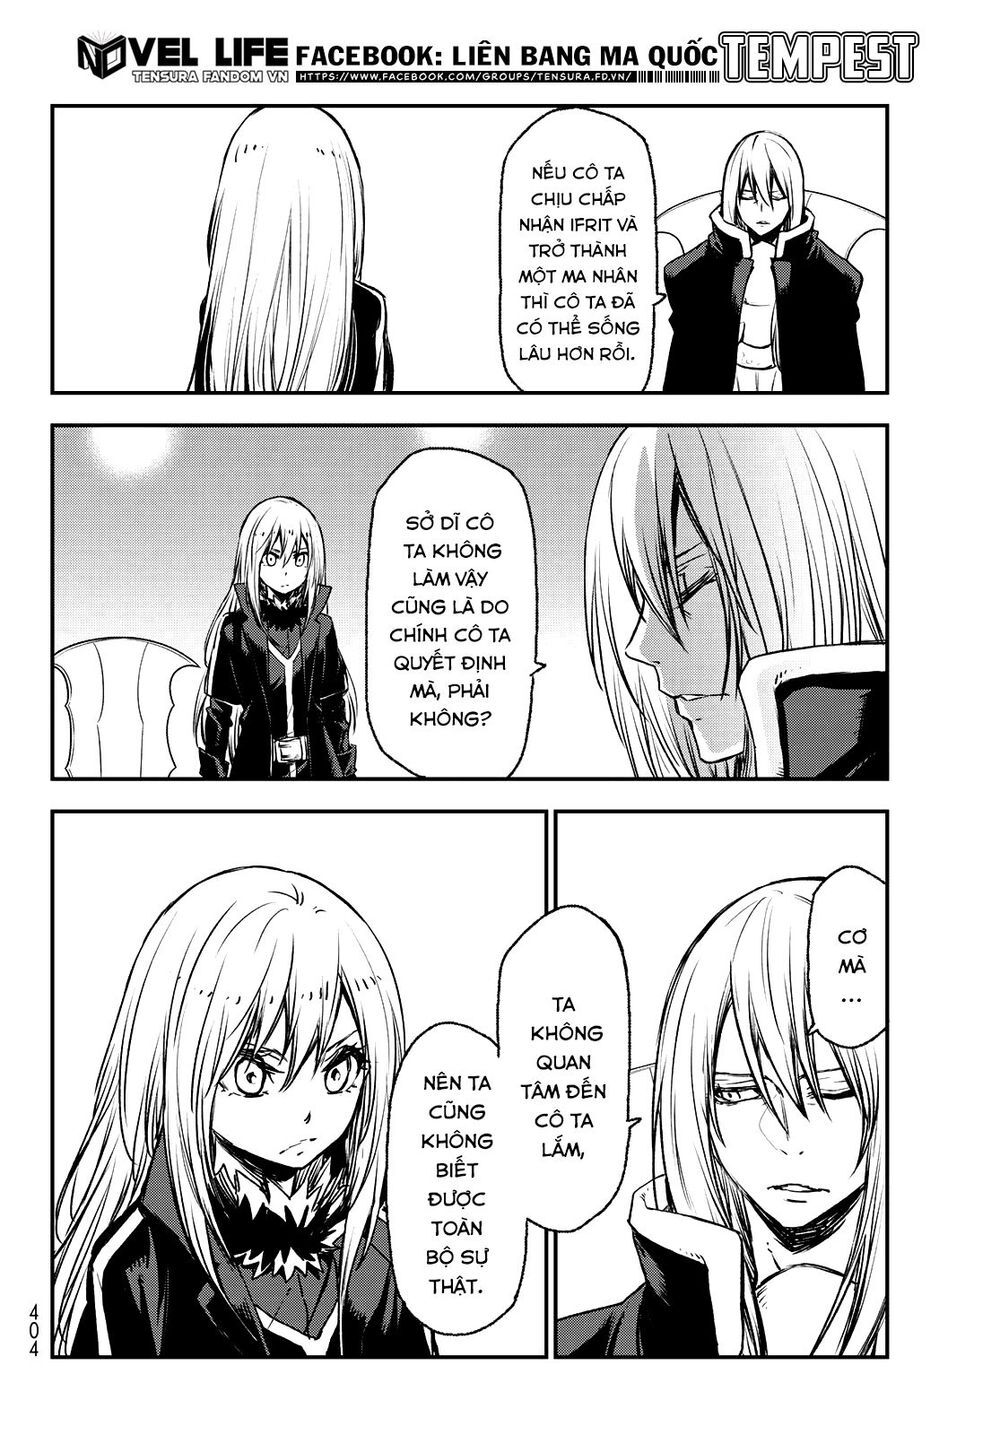 NOVEL LIFE
TENSURA FANDOM VN
FACEBOOK: LIÊN BANG MA QUỐC
HTTPS://WWW.FACEBOOK.COM/GROUPS/TENSURA.FD.VN/
TEMPEST
NẾU CÔ TA
CHỊU CHẤP
NHẬN IFRIT VÀ
TRỞ THÀNH
MỘT MA NHÂN
THÌ CÔ TA ĐÃ
CÓ THỂ SỐNG
LÂU HƠN RỒI.
SỞ DĨ CÔ
TA KHÔNG
LÀM VẬY
CŨNG LÀ DO
CHÍNH CÔ TA
QUYẾT ĐỊNH
MÀ, PHẢI
KHÔNG?
CƠ
MÀ
...
TA
KHÔNG
QUAN
TÂM ĐẾN
CÔ TA
LẮM,
NÊN TA
CŨNG
KHÔNG
BIẾT
ĐƯỢC
TOÀN
BỘ SỰ
THẬT.
404